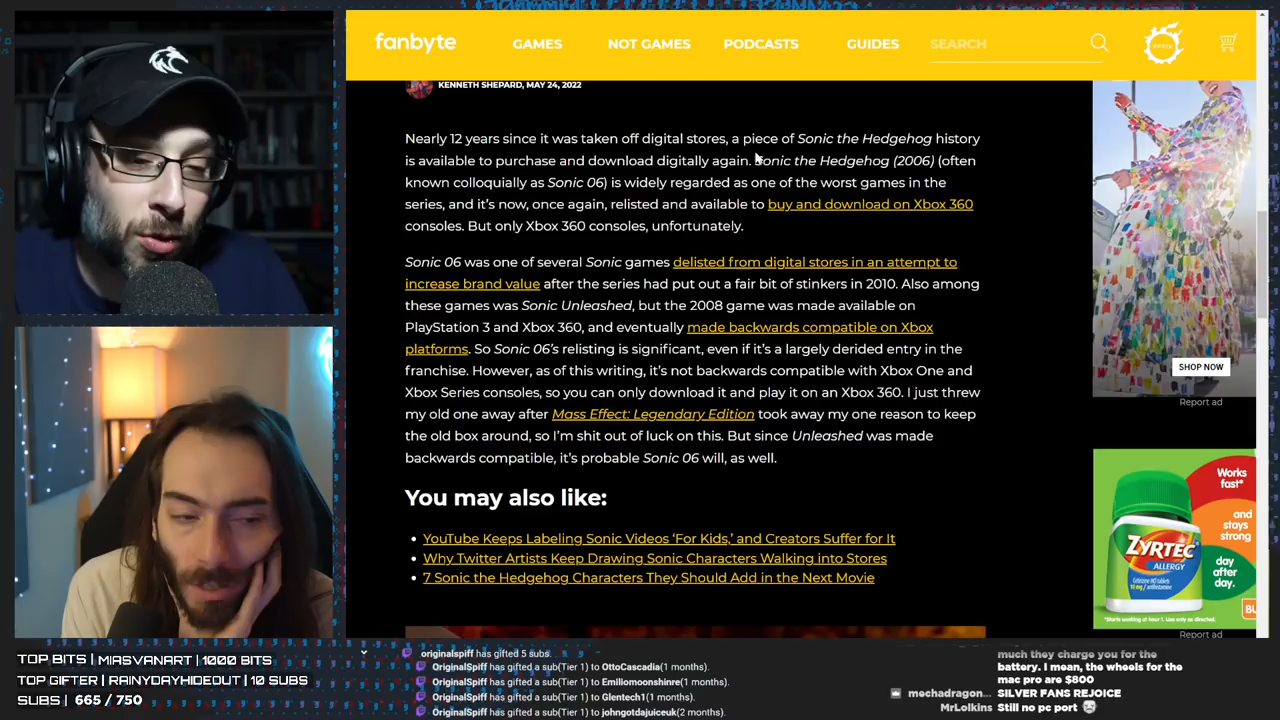 fanbyte
GAMES
NOT GAMES
PODCASTS
GUIDES
SEARCH
KENNETH SHEPARD, MAY 24, 2022
Nearly 12 years since it was taken off digital stores, a piece of Sonic the Hedgehog history
is available to purchase and download digitally again. Sonic the Hedgehog (2006) (often
known colloquially as Sonic 06) is widely regarded as one of the worst games in the
series, and it's now, once again, relisted and available to buy and download on Xbox 360
consoles. But only Xbox 360 consoles, unfortunately.
Sonic 06 was one of several Sonic games delisted from digital stores in an attempt to
increase brand value after the series had put out a fair bit of stinkers in 2010. Also among
these games was Sonic Unleashed, but the 2008 game was made available on
PlayStation 3 and Xbox 360, and eventually made backwards compatible on Xbox
platforms. So Sonic 06's relisting is significant, even if it's a largely derided entry in the
franchise. However, as of this writing, it's not backwards compatible with Xbox One and
Xbox Series consoles, so you can only download it and play it on an Xbox 360. I just threw
my old one away after Mass Effect: Legendary Edition took away my one reason to keep
the old box around, so I'm shit out of luck on this. But since Unleashed was made
backwards compatible, it's probable Sonic 06 will, as well.
You may also like:
YouTube Keeps Labeling Sonic Videos 'For Kids,' and Creators Suffer for It
Why Twitter Artists Keep Drawing Sonic Characters Walking into Stores
7 Sonic the Hedgehog Characters They Should Add in the Next Movie
SHOP NOW
Report ad
Works
fast*
and
stays
strong
day
after
day.
ZYRTEC
ALLERGY
BU
Report ad
TOP BITS | MIASVANART | 1000 BITS
TOP GIFTER | RAINYDAYHIDEOUT | 10 SUBS
SUBS | 665 / 750
originalspiff has gifted 5 subs.
OriginalSpiff has gifted a sub(Tier 1) to OttoCascadia(1 months).
OriginalSpiff has gifted a sub(Tier 1) to Emiliomoonshinre(1 months).
OriginalSpiff has gifted a sub(Tier 1) to Glentech1(1 months).
OriginalSpiff has gifted a sub(Tier 1) to johngotdajuiceuk(2 months).
much they charge you for the
battery. I mean, the wheels for the
mac pro are $800
mechadragon... SILVER FANS REJOICE
MrLolkins Still no pc port